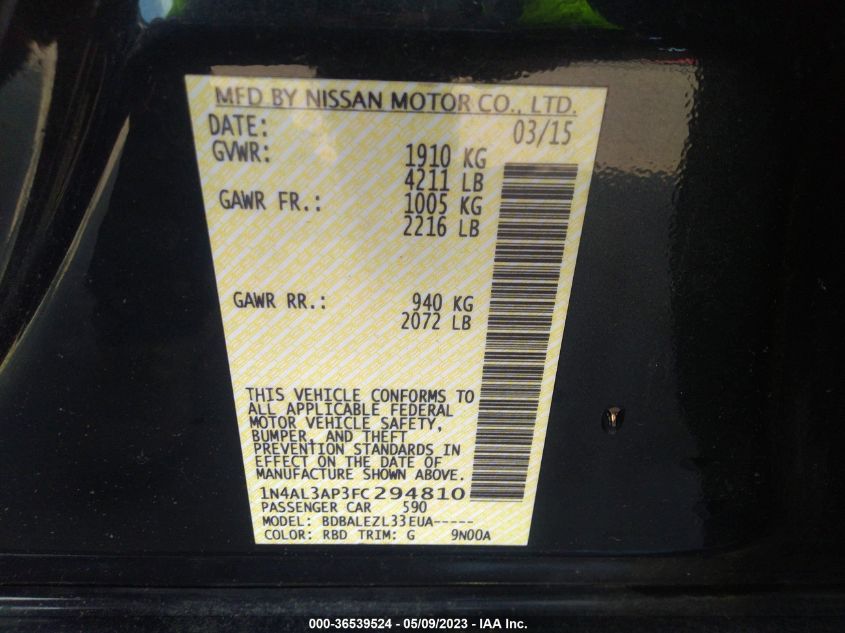 MFD BY NISSAN MOTOR CO., LTD.
DATE: 03/15
GVWR: 1910 KG
4211 LB
GAWR FR.: 1005 KG
2216 LB
GAWR RR.: 940 KG
2072 LB
THIS VEHICLE CONFORMS TO
ALL APPLICABLE FEDERAL
MOTOR VEHICLE SAFETY,
BUMPER, AND THEFT
PREVENTION STANDARDS IN
EFFECT ON THE DATE OF
MANUFACTURE SHOWN ABOVE.
1N4AL3AP3FC294810
PASSENGER CAR 590
MODEL: BDBALEZL33EUA-----
COLOR: RBD TRIM: G 9N00A
000-36539524 - 05/09/2023 - IAA Inc.